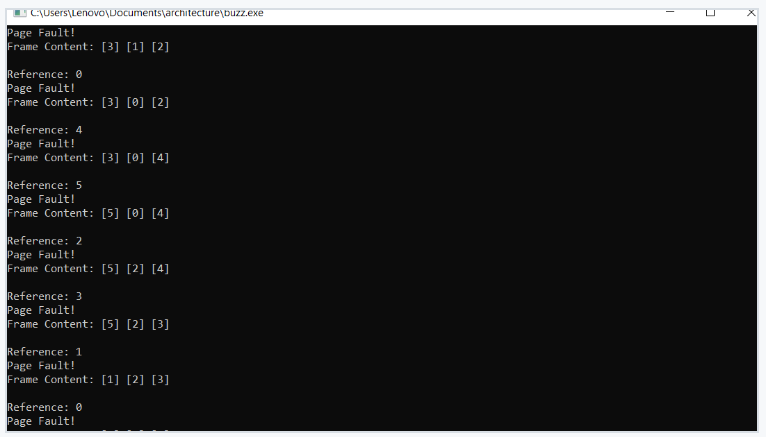 C:\Users\Lenovo\Documents\architecture\buzz.exe
Page Fault!
Frame Content: [3] [1] [2]
Reference: 0
Page Fault!
Frame Content: [3] [0] [2]
Reference: 4
Page Fault!
Frame Content: [3] [0] [4]
Reference: 5
Page Fault!
Frame Content: [5] [0] [4]
Reference: 2
Page Fault!
Frame Content: [5] [2] [4]
Reference: 3
Page Fault!
Frame Content: [5] [2] [3]
Reference: 1
Page Fault!
Frame Content: [1] [2] [3]
Reference: 0
Page Fault!